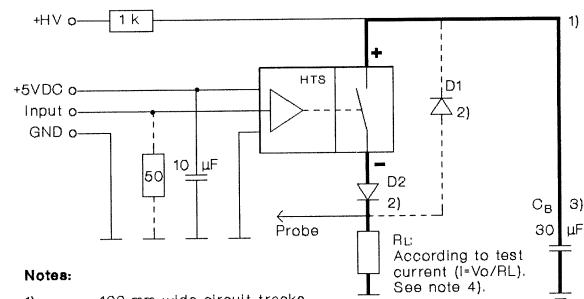 +HV
1 k
1)
+5VDC
HTS
+
D1
2)
Input
GND
50
10 µF
-
D2
2)
Probe
CB 3)
30 µF
RL:
According to test
current (I=Vo/RL).
See note 4).
Notes: